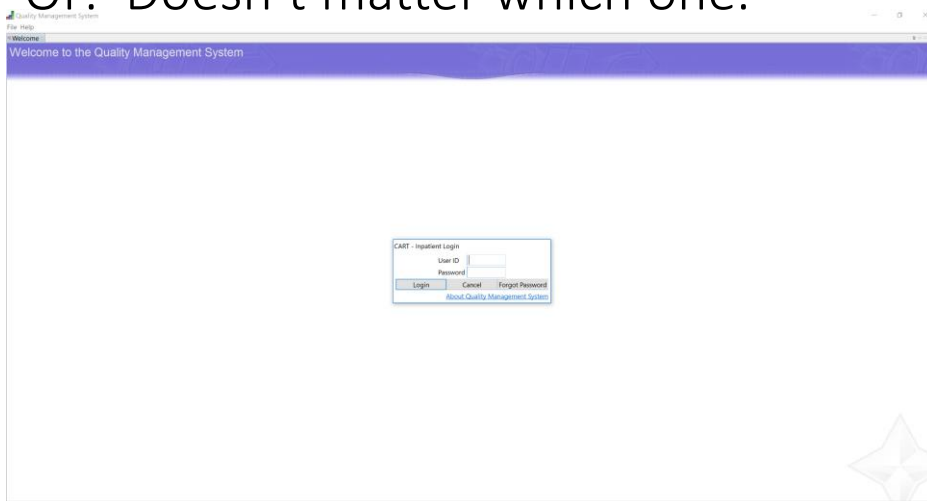 Or? Doesn't matter which one.
Quality Management System
File Help
Welcome
Welcome to the Quality Management System
CART - Inpatient Login
User ID
Password
Login Cancel Forgot Password
About Quality Management System